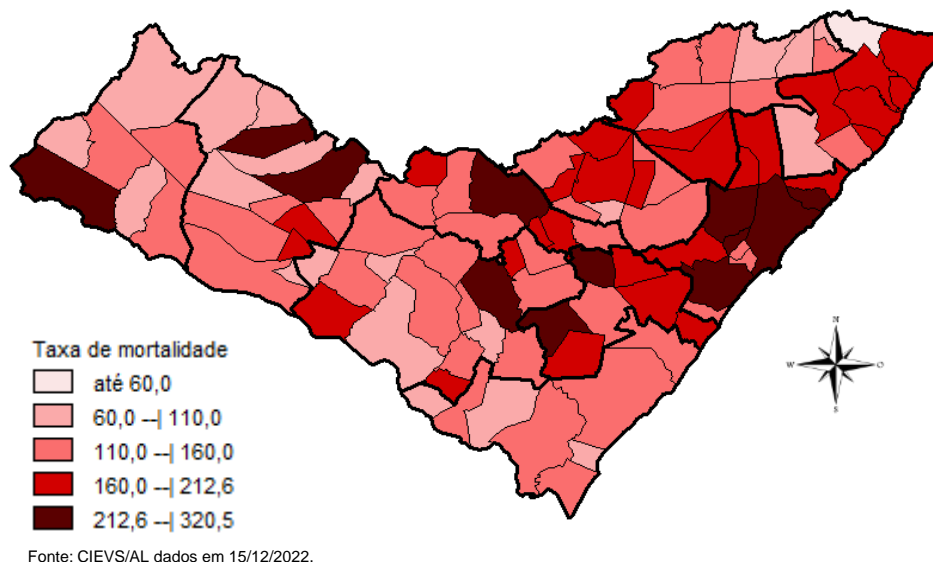 N
W
O
S
Taxa de mortalidade
até 60,0
60,0 --| 110,0
110,0 --| 160,0
160,0 --| 212,6
212,6 --| 320,5
Fonte: CIEVS/AL dados em 15/12/2022.